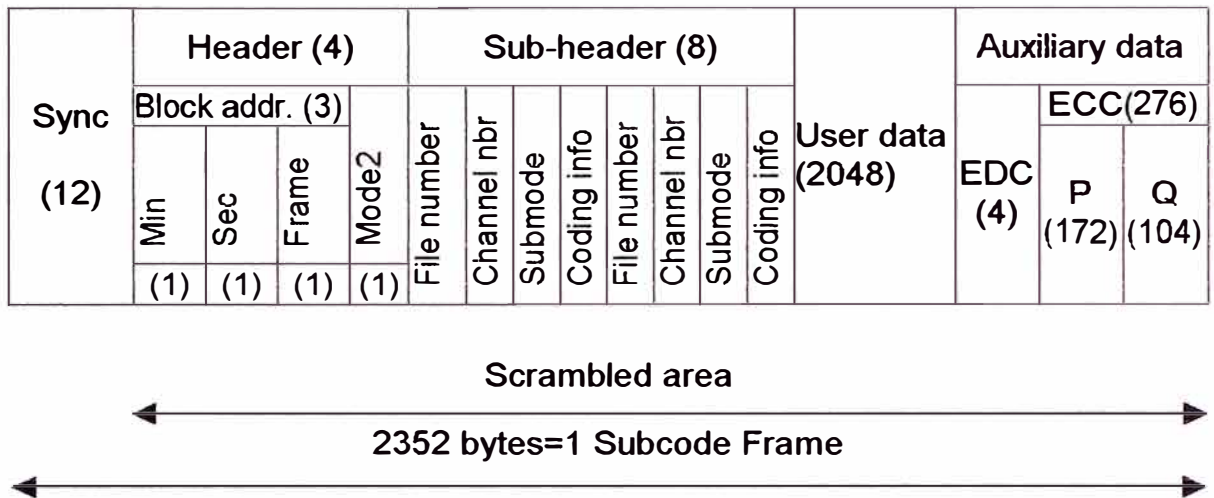 Sync
(12)
Header (4)
Block addr. (3)
Min
(1)
Sec
(1)
Frame
(1)
Mode2
(1)
Sub-header (8)
File number
Channel nbr
Submode
Coding info
File number
Channel nbr
Submode
Coding info
User data
(2048)
Auxiliary data
EDC
(4)
ECC(276)
P
(172)
Q
(104)
Scrambled area
2352 bytes=1 Subcode Frame